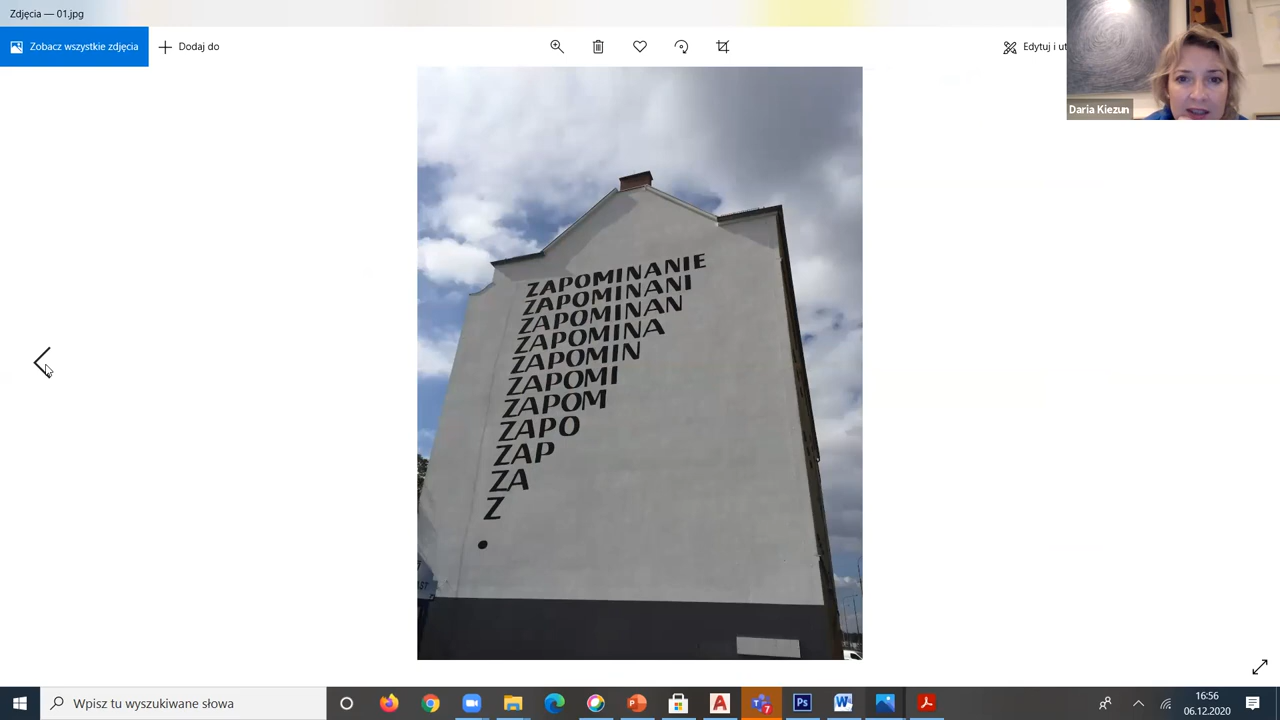 Zdjęcia — 01.jpg
Zobacz wszystkie zdjęcia
Dodaj do
Edytuj i ut
Daria Kiezun
ZAPOMINANIE
ZAPOMINANI
ZAPOMINAN
ZAPOMINA
ZAPOMIN
ZAPOMI
ZAPOM
ZAPO
ZAP
ZA
Z
.
Wpisz tu wyszukiwane słowa
7
16:56
06.12.2020